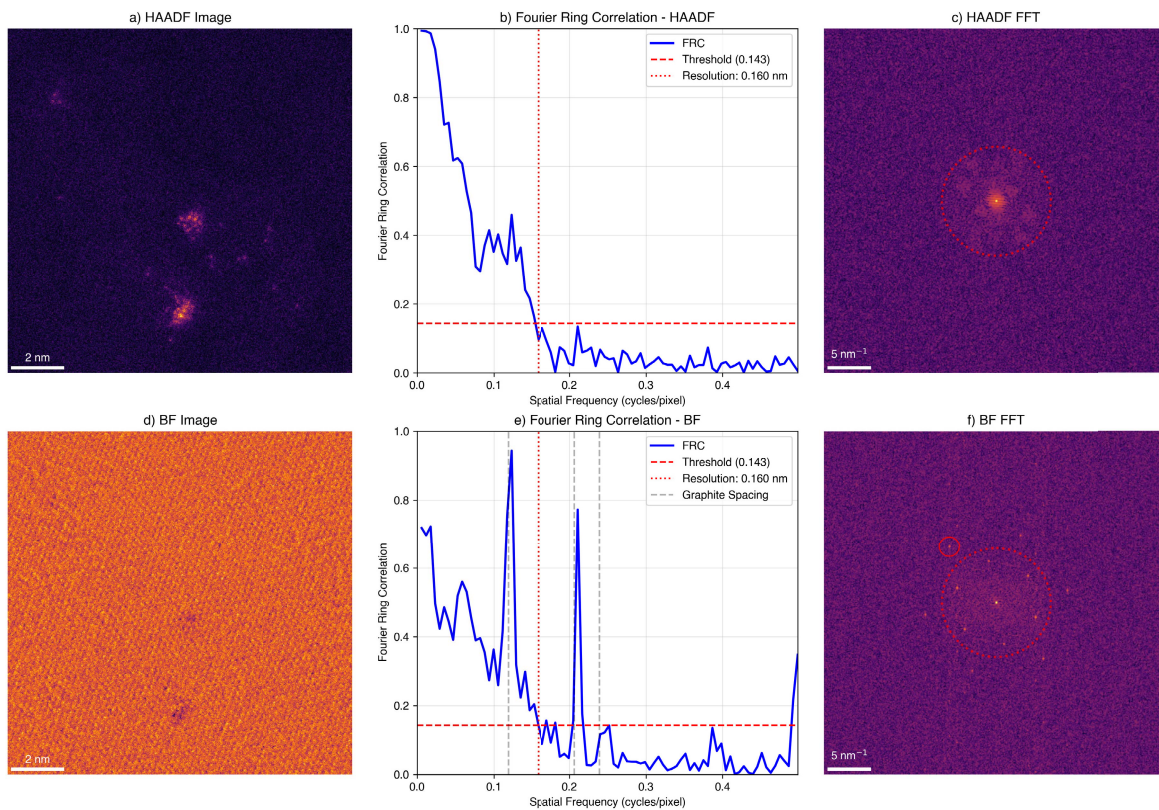 a) HAADF Image
2 nm
b) Fourier Ring Correlation - HAADF
Fourier Ring Correlation
1.0
0.8
0.6
0.4
0.2
0.0
FRC
Threshold (0.143)
Resolution: 0.160 nm
0.0 0.1 0.2 0.3 0.4
Spatial Frequency (cycles/pixel)
c) HAADF FFT
5 nm⁻¹
d) BF Image
2 nm
e) Fourier Ring Correlation - BF
Fourier Ring Correlation
1.0
0.8
0.6
0.4
0.2
0.0
FRC
Threshold (0.143)
Resolution: 0.160 nm
Graphite Spacing
0.0 0.1 0.2 0.3 0.4
Spatial Frequency (cycles/pixel)
f) BF FFT
5 nm⁻¹